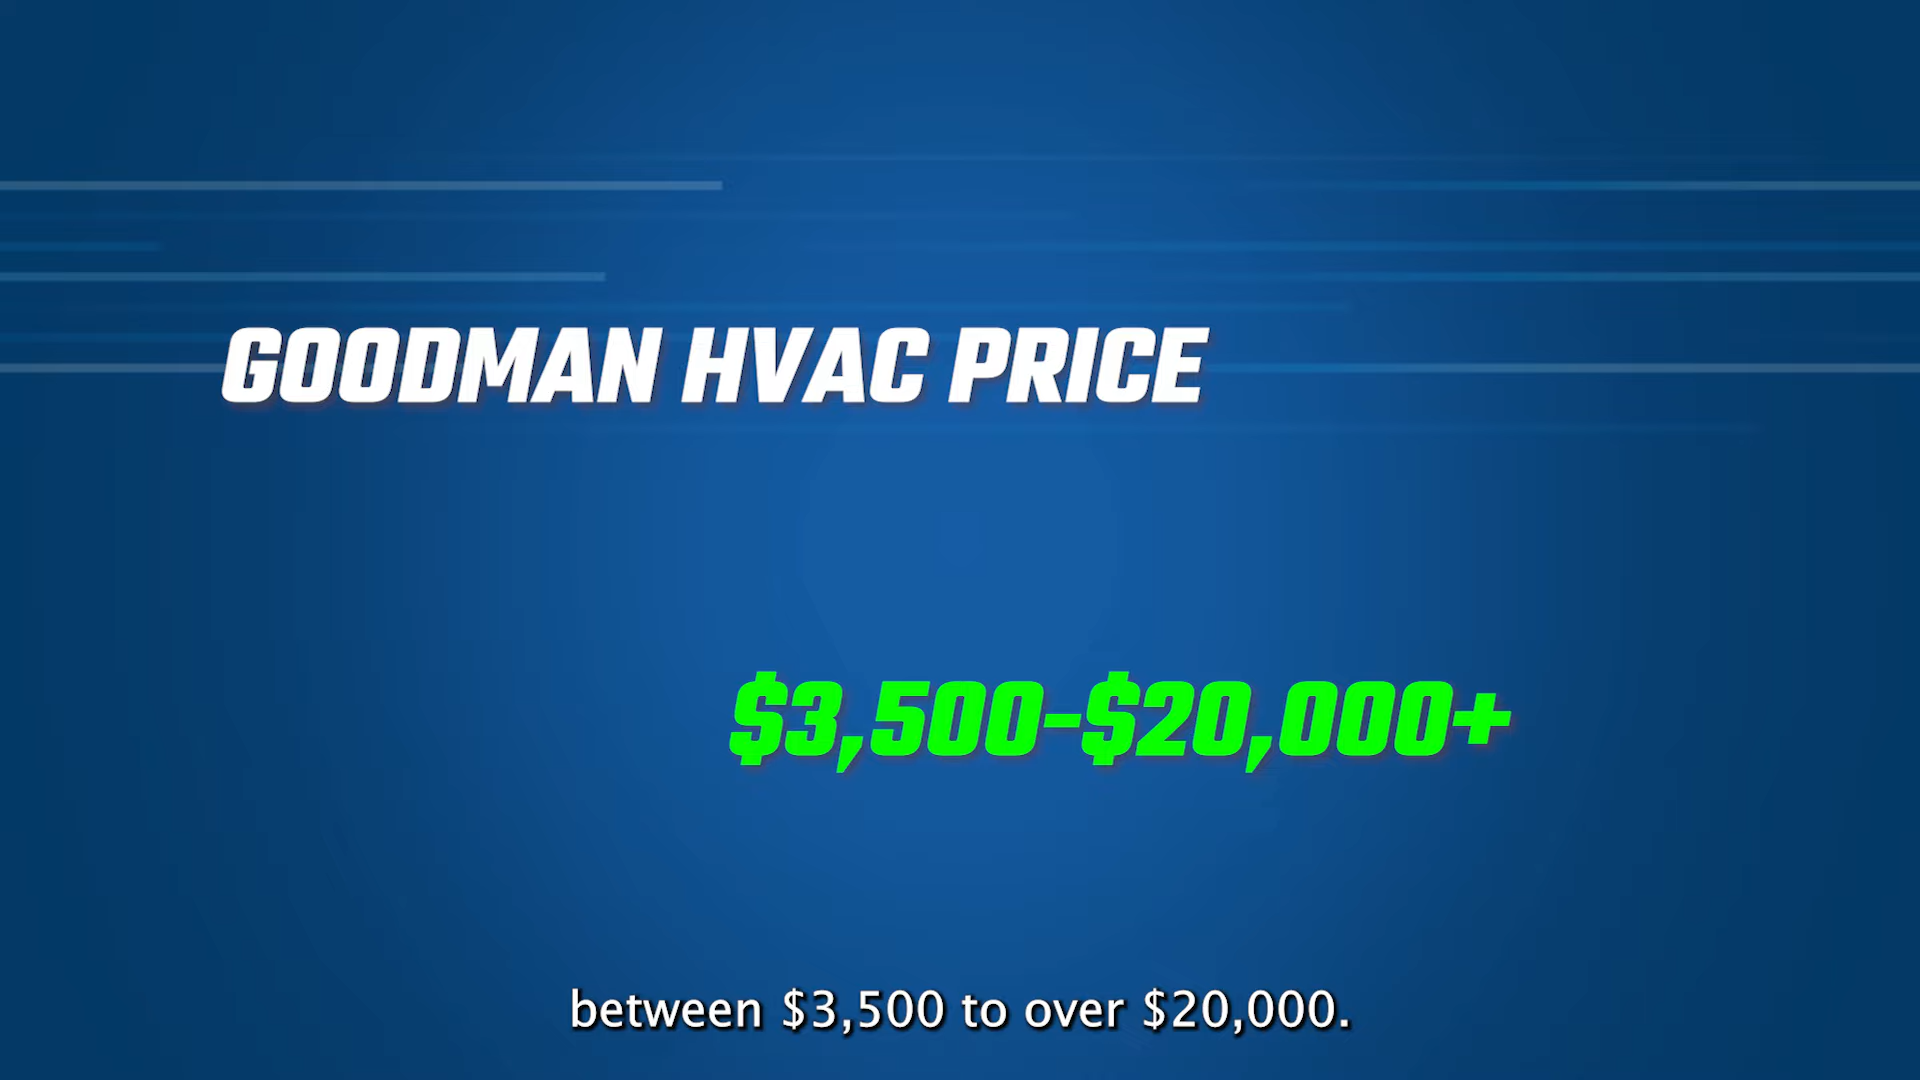 GOODMAN HVAC PRICE
$3,500-$20,000+
between $3,500 to over $20,000.